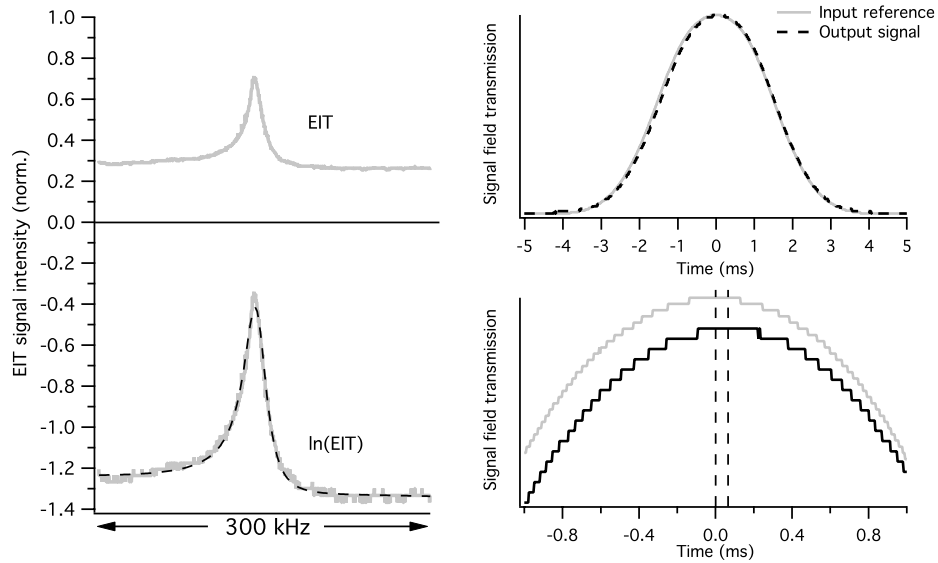 EIT signal intensity (norm.)
1.0
0.8
0.6
0.4
0.2
0.0
-0.2
-0.4
-0.6
-0.8
-1.0
-1.2
-1.4
EIT
ln(EIT)
300 kHz
Input reference
Output signal
Signal field transmission
-5 -4 -3 -2 -1 0 1 2 3 4 5
Time (ms)
Signal field transmission
-0.8 -0.4 0.0 0.4 0.8
Time (ms)